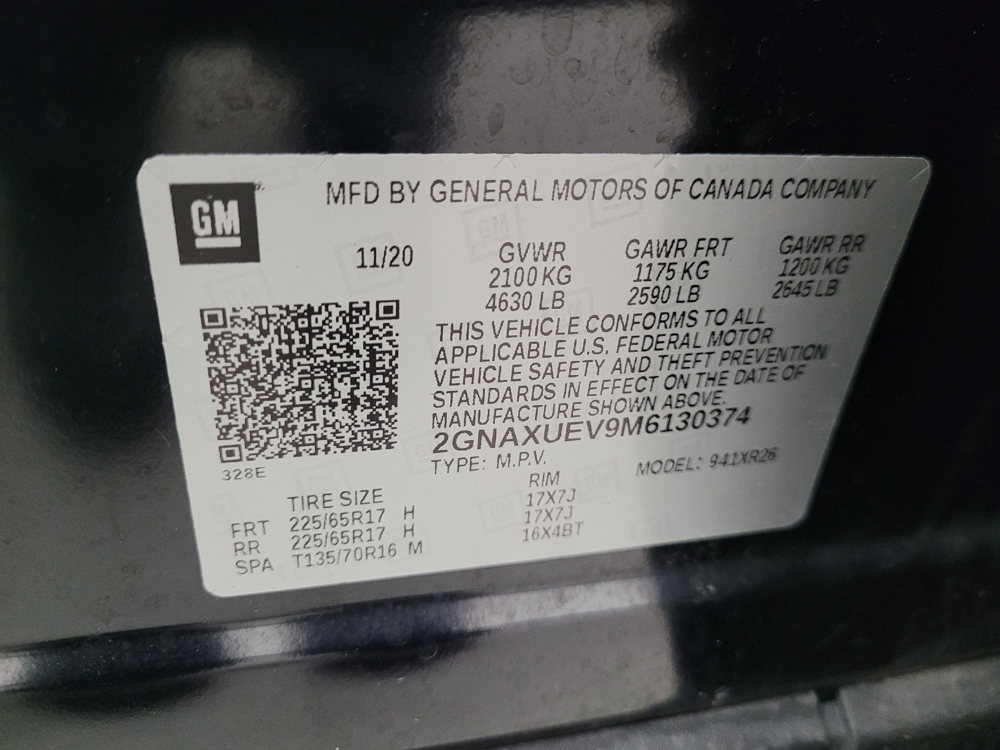 GM
MFD BY GENERAL MOTORS OF CANADA COMPANY
11/20
GVWR GAWR FRT GAWR RR
2100 KG 1175 KG 1200 KG
4630 LB 2590 LB 2645 LB
THIS VEHICLE CONFORMS TO ALL
APPLICABLE U.S. FEDERAL MOTOR
VEHICLE SAFETY AND THEFT PREVENTION
STANDARDS IN EFFECT ON THE DATE OF
MANUFACTURE SHOWN ABOVE.
2GNAXUEV9M6130374
TYPE: M.P.V. MODEL: 941XR26
328E
TIRE SIZE RIM
FRT 225/65R17 H 17X7J
RR 225/65R17 H 17X7J
SPA T135/70R16 M 16X4BT